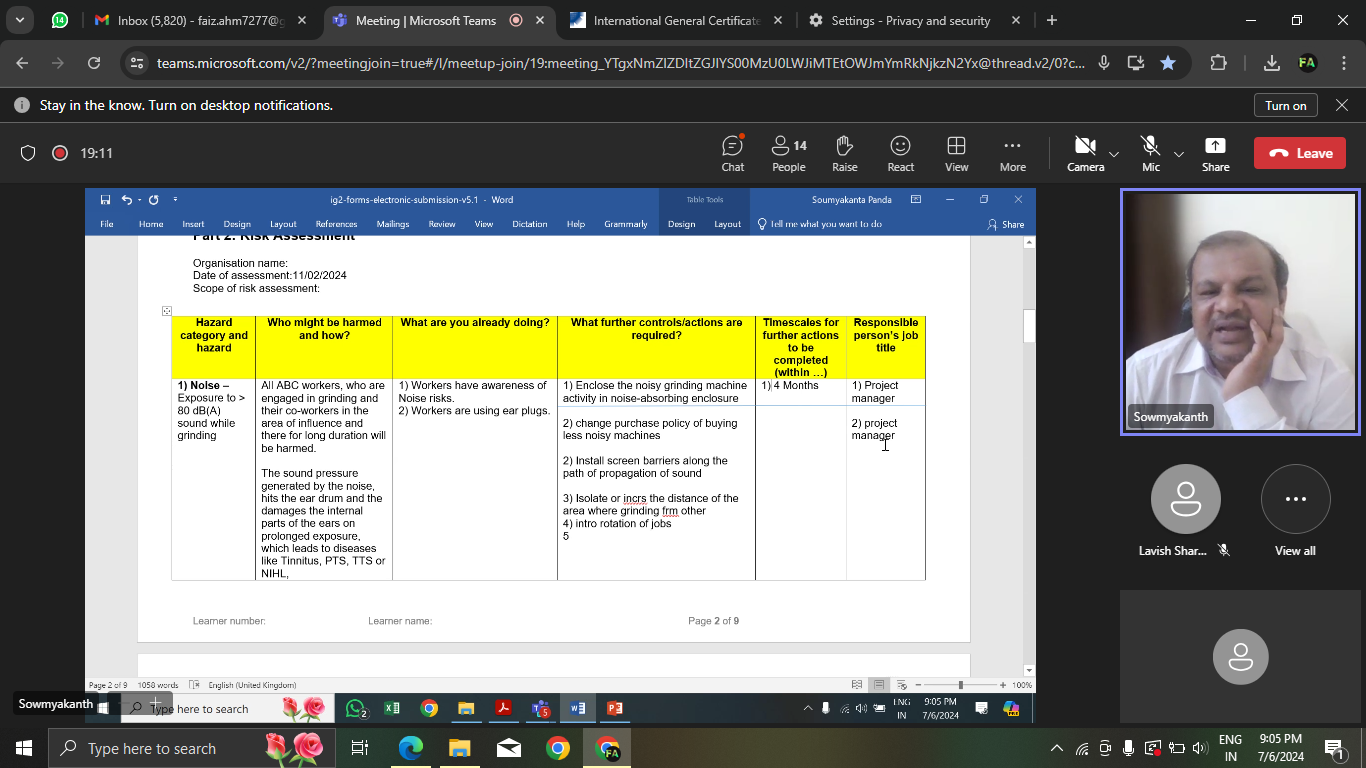 14
Inbox (5,820) - faiz.ahm7277@g
Meeting | Microsoft Teams
International General Certificate
Settings - Privacy and security
teams.microsoft.com/v2/?meetingjoin=true#/l/meetup-join/19:meeting_
FA
Stay in the know. Turn on desktop notifications.
Turn on
19:11
14
Chat
People
Raise
React
View
More
Camera
Mic
Share
Leave
ig2-forms-electronic-submission-v5.1 - Word
Table Tools
Soumyakanta Panda
File
Home
Insert
Design
Layout
References
Mailings
Review
View
Dictation
Help
Grammarly
Design
Layout
Tell me what you want to do
Share
Part 2: Risk Assessment
Organisation name:
Date of assessment:11/02/2024
Scope of risk assessment:
Hazard
category and
hazard
Who might be harmed
and how?
What are you already doing?
What further controls/actions are
required?
Timescales for
further actions
to be
completed
(within ...)
Responsible
person's job
title
1) Noise –
Exposure to >
80 dB(A)
sound while
grinding
All ABC workers, who are
engaged in grinding and
their co-workers in the
area of influence and
there for long duration will
be harmed.
The sound pressure
generated by the noise,
hits the ear drum and the
damages the internal
parts of the ears on
prolonged exposure,
which leads to diseases
like Tinnitus, PTS, TTS or
NIHL,
1) Workers have awareness of
Noise risks.
2) Workers are using ear plugs.
1) Enclose the noisy grinding machine
activity in noise-absorbing enclosure
2) change purchase policy of buying
less noisy machines
2) Install screen barriers along the
path of propagation of sound
3) Isolate or incrs the distance of the
area where grinding frm other
4) intro rotation of jobs
5
1) 4 Months
1) Project
manager
2) project
manager
Learner number:
Learner name:
Page 2 of 9
Page 2 of 9
1058 words
English (United Kingdom)
100%
Sowmyakanth
Type here to search
2
5
ENG
IN
9:05 PM
7/6/2024
Sowmyakanth
Lavish Shar...
View all
Type here to search
FA
ENG
IN
9:05 PM
7/6/2024
1